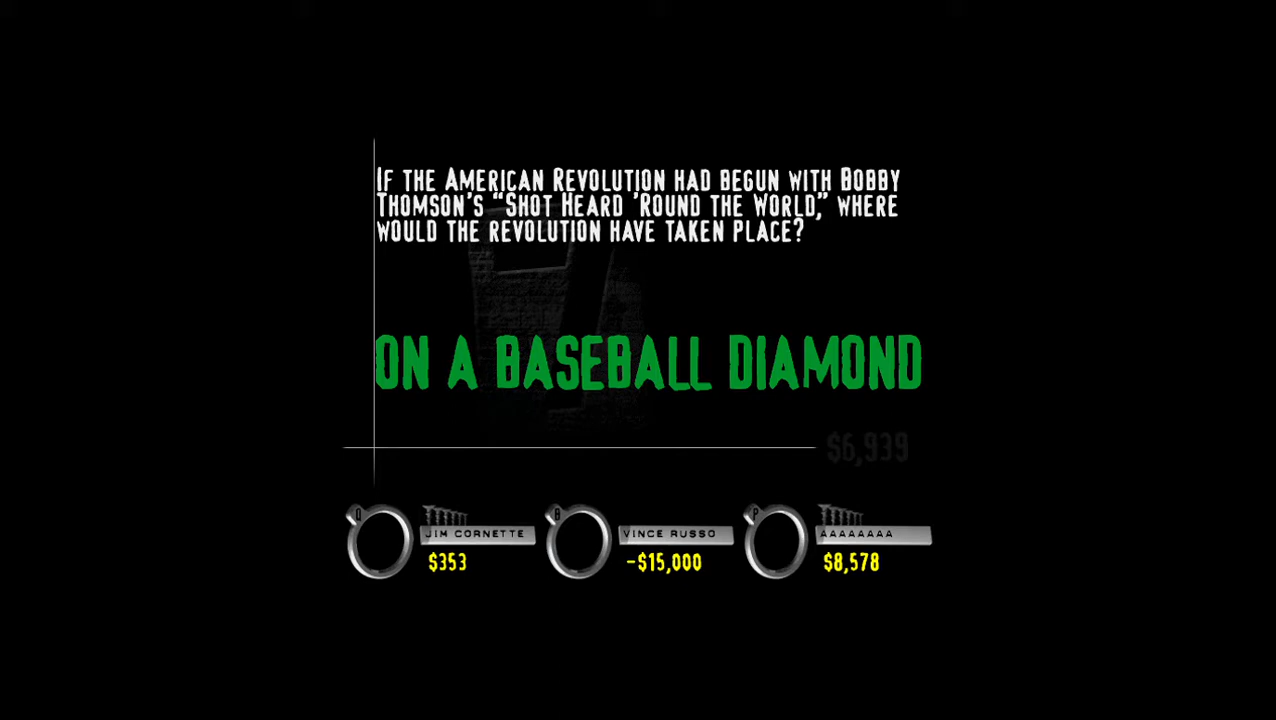 If the American Revolution had begun with Bobby
Thomson's “Shot Heard 'Round the World,” where
would the revolution have taken place?
ON A BASEBALL DIAMOND
$6,939
Q B P
JIM CORNETTE VINCE RUSSO AAAAAAAA
$353 -$15,000 $8,578